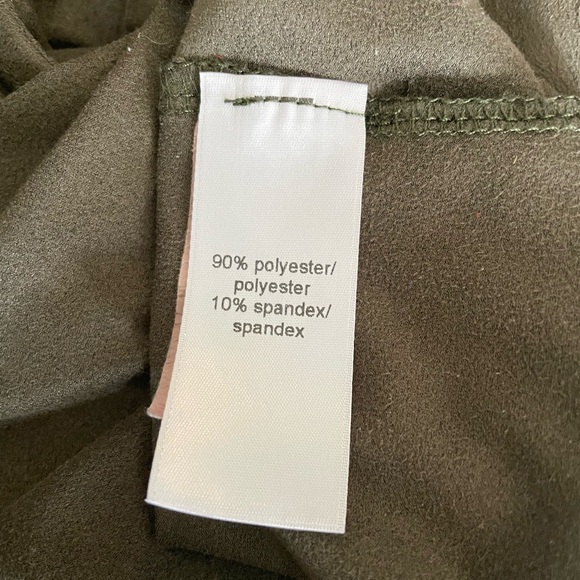 90% polyester/
polyester
10% spandex/
spandex